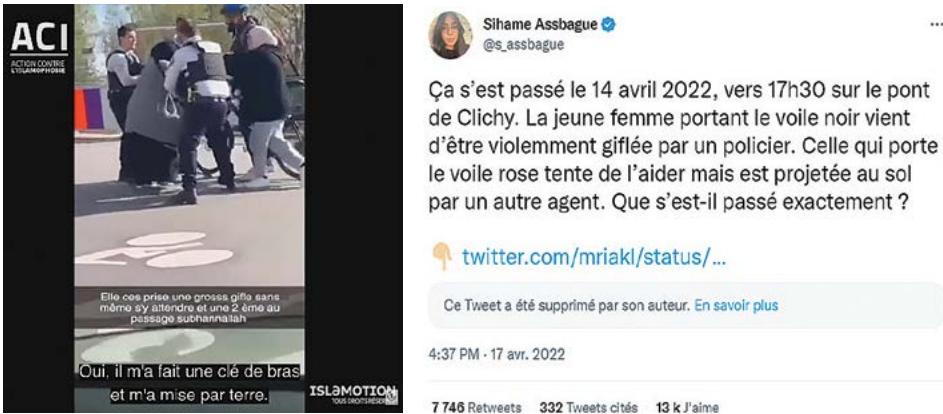 ACI
ACTION CONTRE
L'ISLAMOPHOBIE
Elle ces prise une grosss gifle sans
même s'y attendre et une 2 ème au
passage subhannallah
Oui, il m'a fait une clé de bras
et m'a mise par terre.
ISLAMOTION
TOUS DROITS
Sihame Assbague
@s_assbague
Ça s'est passé le 14 avril 2022, vers 17h30 sur le pont
de Clichy. La jeune femme portant le voile noir vient
d'être violemment giflée par un policier. Celle qui porte
le voile rose tente de l'aider mais est projetée au sol
par un autre agent. Que s'est-il passé exactement ?
twitter.com/mriakl/status/...
Ce Tweet a été supprimé par son auteur. En savoir plus
4:37 PM · 17 avr. 2022
7 746 Retweets 332 Tweets cités 13 k J'aime